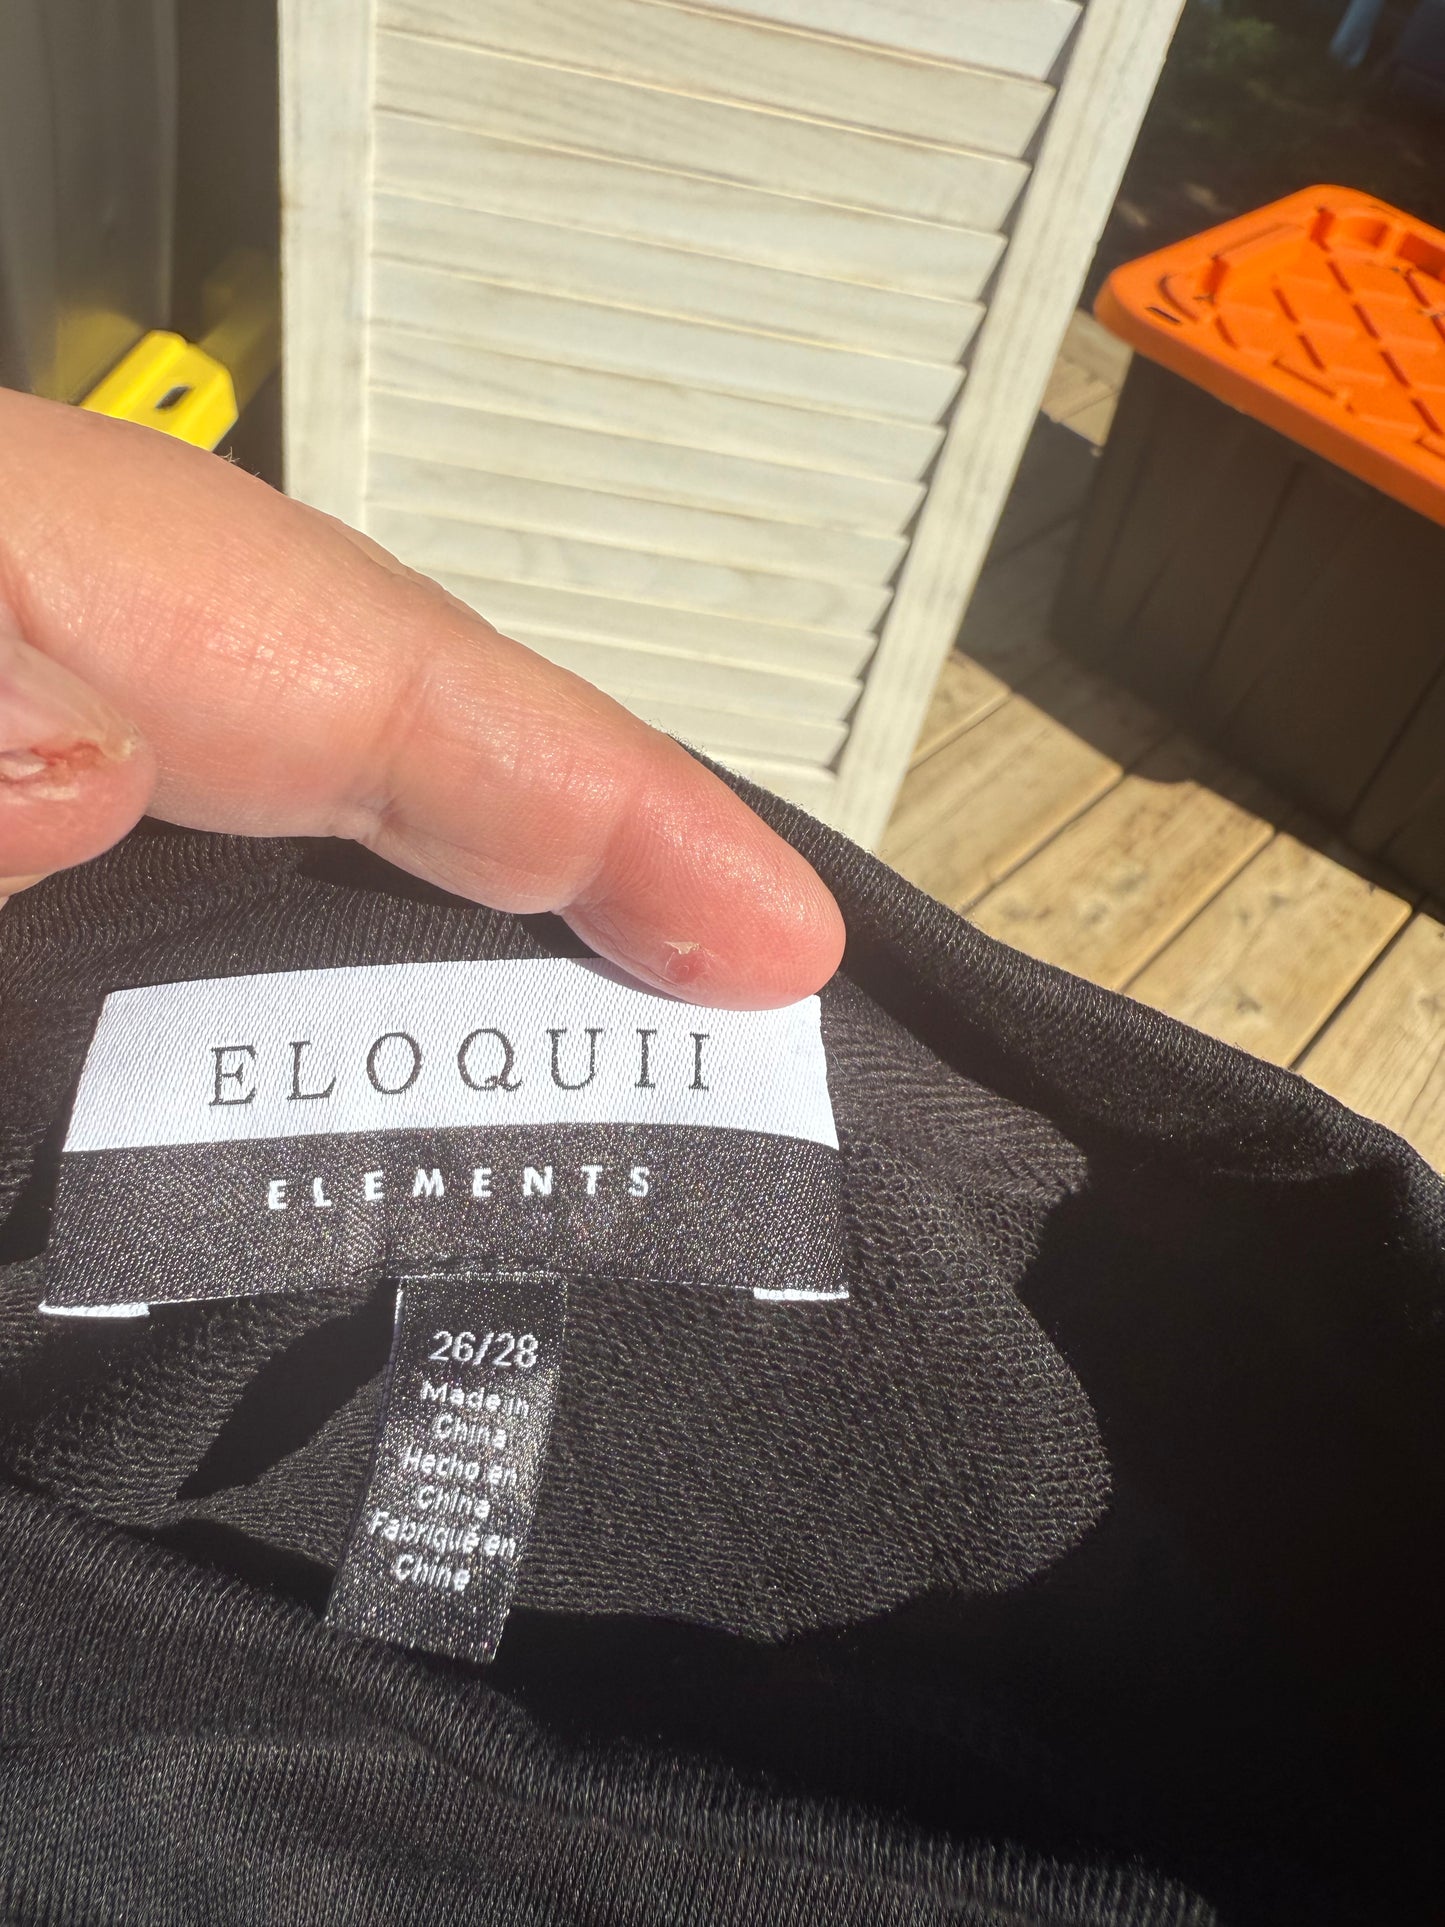 ELOQUII
ELEMENTS
26/28
Made in
China
Hecho en
China
Fabriqué en
Chine